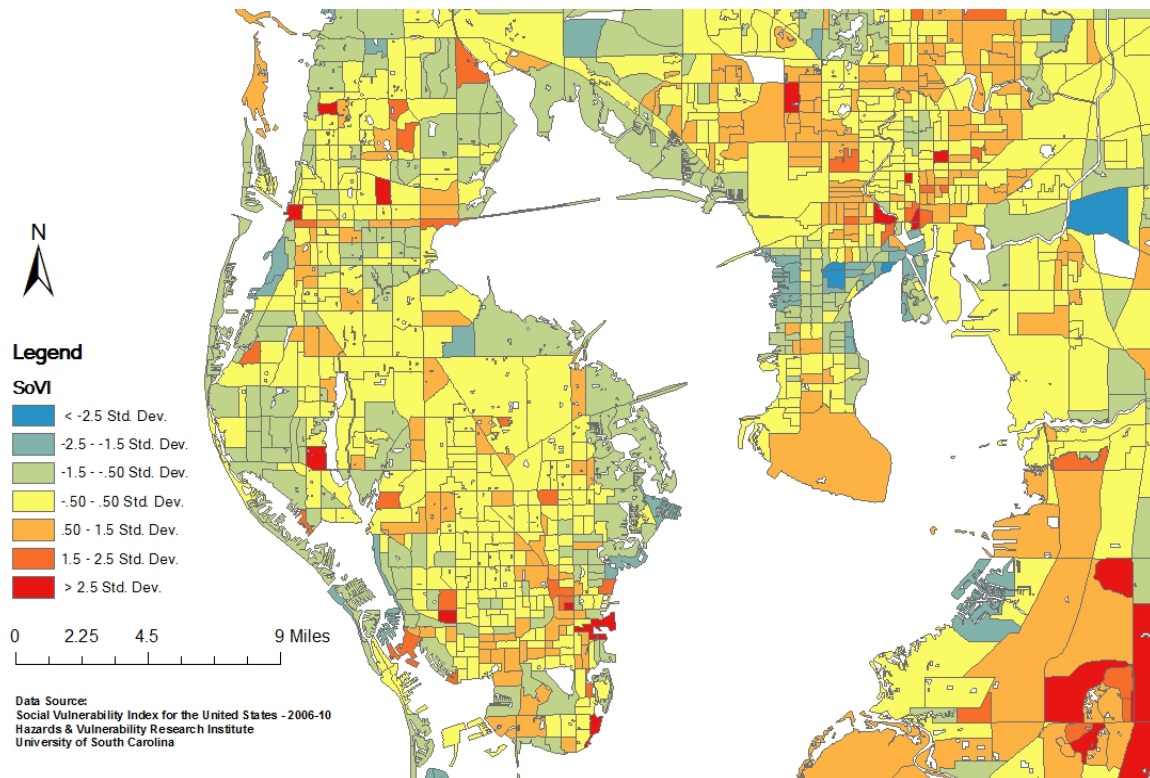 N
Legend
SoVI
< -2.5 Std. Dev.
-2.5 - -1.5 Std. Dev.
-1.5 - -.50 Std. Dev.
-.50 - .50 Std. Dev.
.50 - 1.5 Std. Dev.
1.5 - 2.5 Std. Dev.
> 2.5 Std. Dev.
0 2.25 4.5 9 Miles
Data Source:
Social Vulnerability Index for the United States - 2006-10
Hazards & Vulnerability Research Institute
University of South Carolina